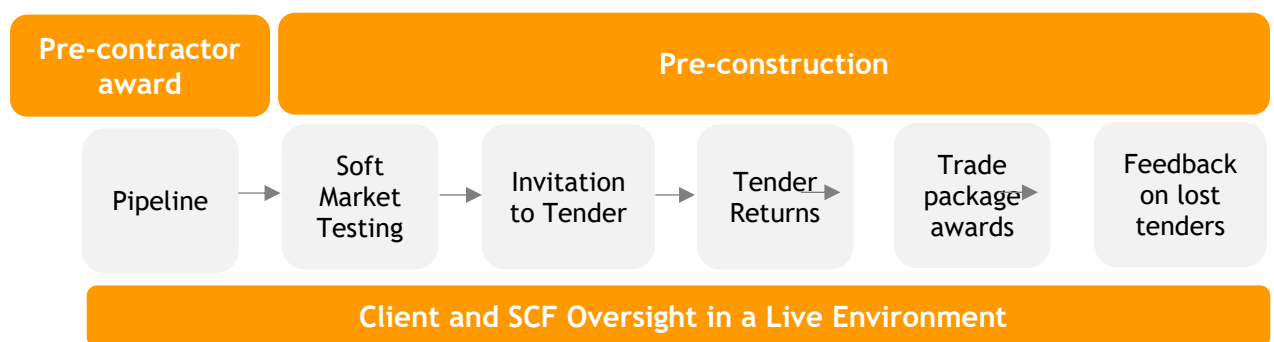 Pre-contractor
award
Pre-construction
Pipeline
Soft
Market
Testing
Invitation
to Tender
Tender
Returns
Trade
package
awards
Feedback
on lost
tenders
Client and SCF Oversight in a Live Environment